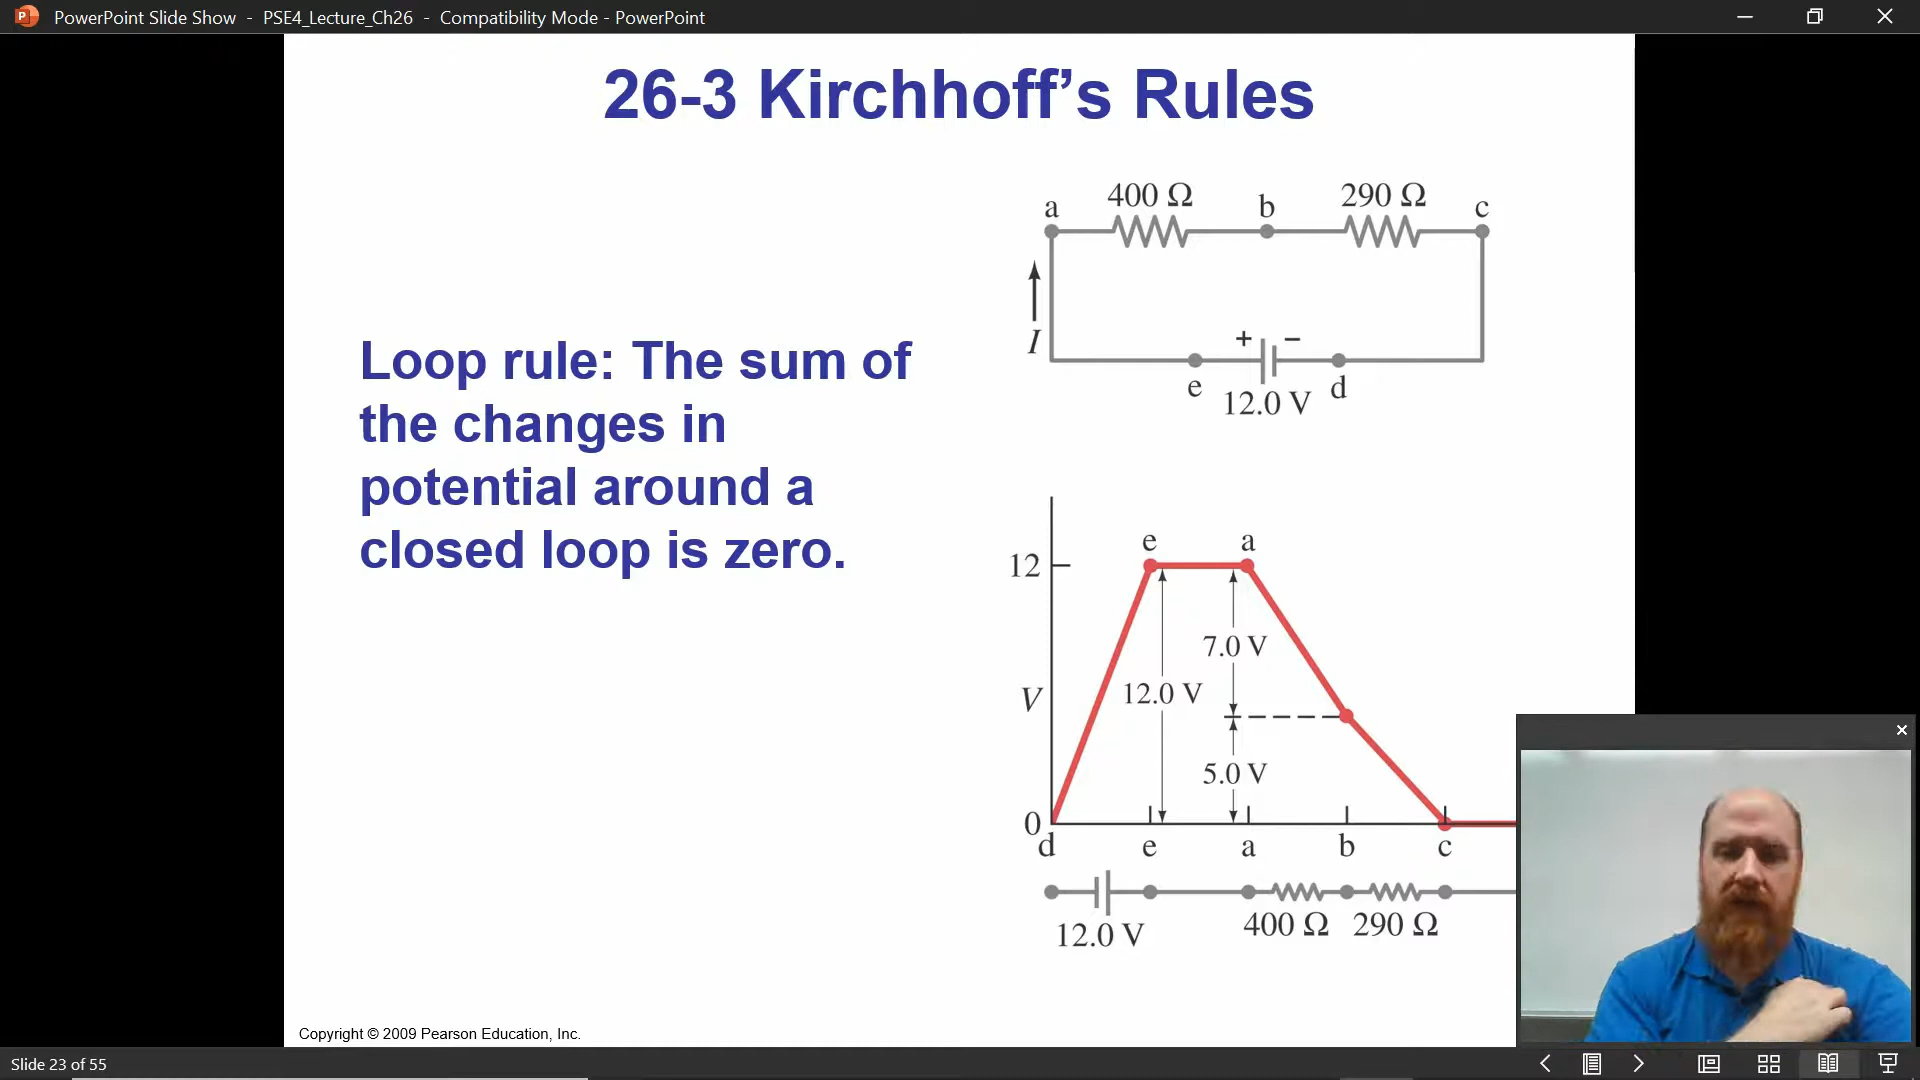 PowerPoint Slide Show - PSE4_Lecture_Ch26 - Compatibility Mode - PowerPoint
26-3 Kirchhoff's Rules
400 Ω
290 Ω
a
b
c
I
+
−
e
12.0 V
d
Loop rule: The sum of
the changes in
potential around a
closed loop is zero.
e
a
12
7.0 V
V
12.0 V
5.0 V
0
d
e
a
b
c
12.0 V
400 Ω
290 Ω
Copyright © 2009 Pearson Education, Inc.
Slide 23 of 55